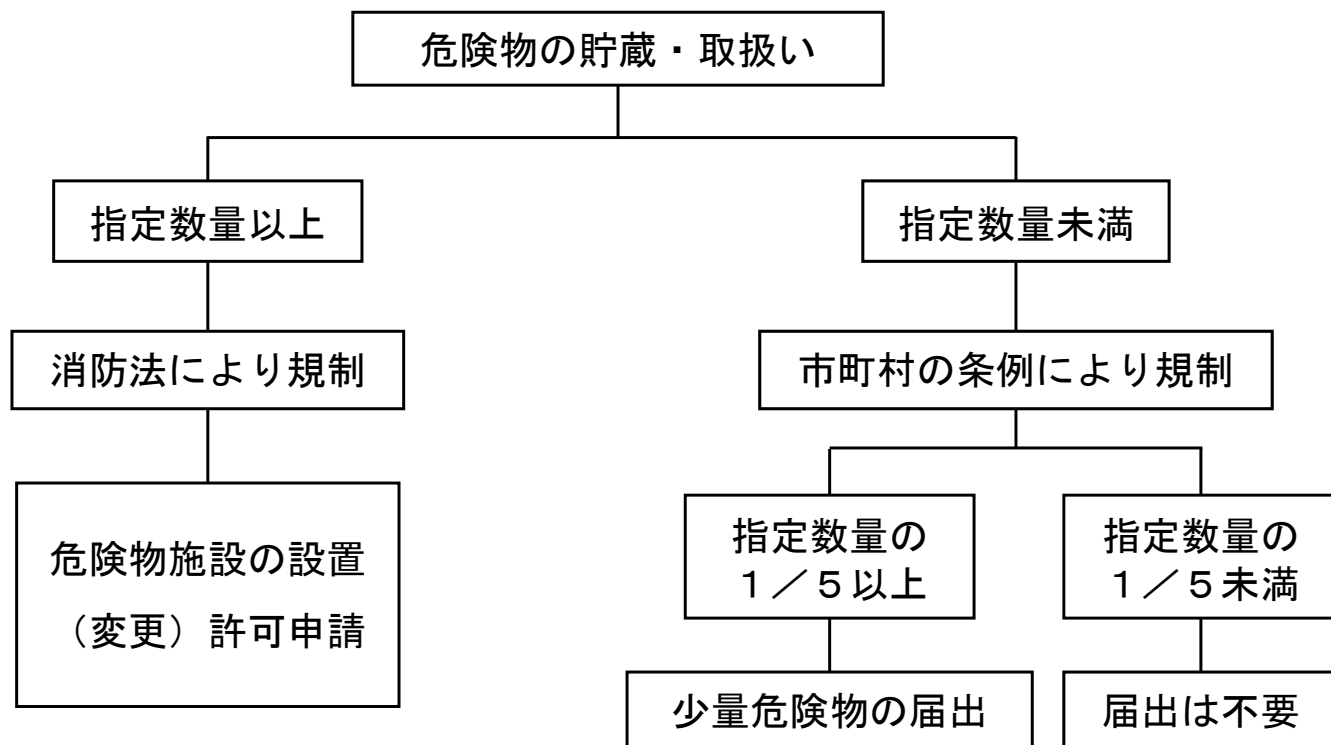 危険物の貯蔵・取扱い
指定数量以上
指定数量未満
消防法により規制
市町村の条例により規制
危険物施設の設置
（変更）許可申請
指定数量の
１／５以上
指定数量の
１／５未満
少量危険物の届出
届出は不要